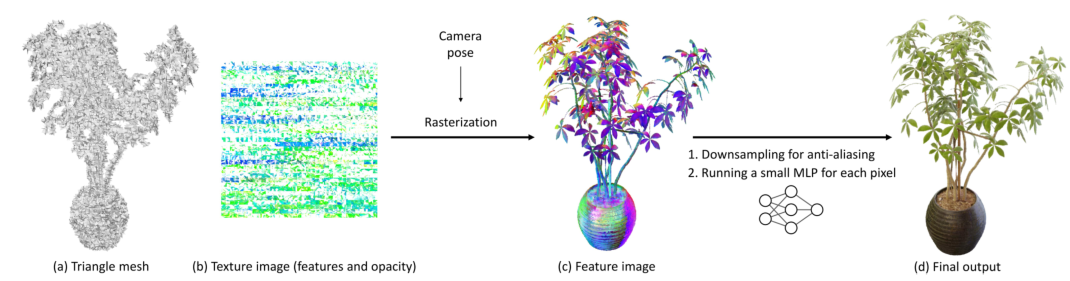 Camera
pose
Rasterization
1. Downsampling for anti-aliasing
2. Running a small MLP for each pixel
(a) Triangle mesh
(b) Texture image (features and opacity)
(c) Feature image
(d) Final output